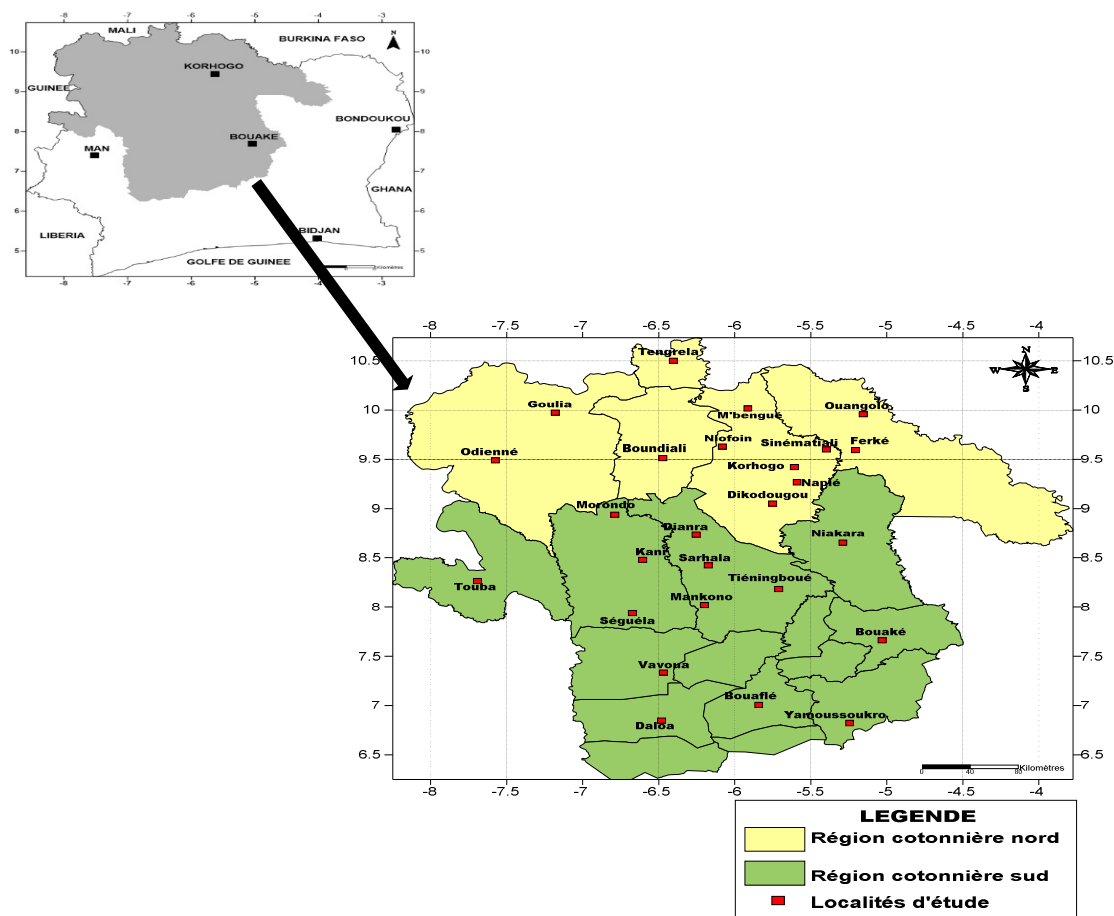 -8 -7 -6 -5 -4 -3
MALI
BURKINA FASO
N
10 10
KORHOGO
GUINEE
9 9
BONDOUKOU
8 8
BOUAKE
MAN
7 7
GHANA
6 6
LIBERIA
BIDJAN
5 5
GOLFE DE GUINEE
Kilomètres
-8 -7 -6 -5 -4 -3
-8 -7.5 -7 -6.5 -6 -5.5 -5 -4.5 -4
10.5 10.5
Tengrela
N
W E
S
Goulia
Ouangolo
10 10
M'bengué
Niofoin
Sinématiali
Ferké
Odienné
Boundiali
9.5 9.5
Korhogo
Naplé
Dikodougou
Morondo
9 9
Dianra
Niakara
Kani
8.5 8.5
Sarhala
Touba
Tiéningboué
Mankono
8 8
Séguéla
Bouaké
7.5 7.5
Vavoua
Bouaflé
7 7
Yamoussoukro
Daloa
6.5 6.5
Kilomètres
0 40 80
-8 -7.5 -7 -6.5 -6 -5.5 -5 -4.5 -4
LEGENDE
Région cotonnière nord
Région cotonnière sud
Localités d'étude